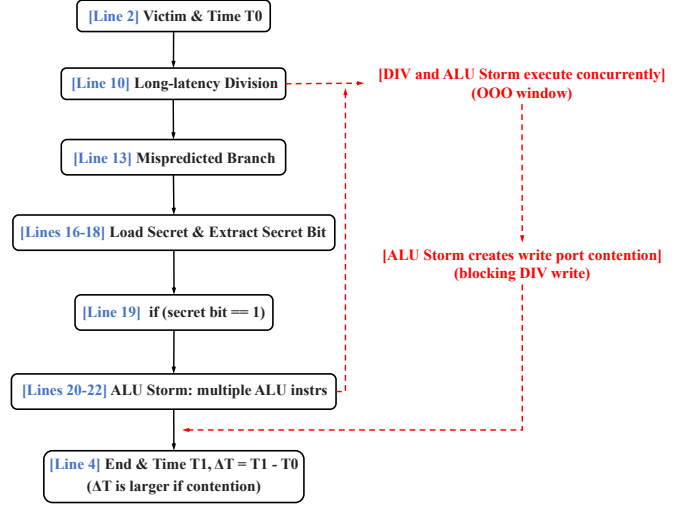 [Line 2] Victim & Time T0
[Line 10] Long-latency Division
[DIV and ALU Storm execute concurrently]
(OOO window)
[Line 13] Mispredicted Branch
[Lines 16-18] Load Secret & Extract Secret Bit
[ALU Storm creates write port contention]
(blocking DIV write)
[Line 19] if (secret bit == 1)
[Lines 20-22] ALU Storm: multiple ALU instrs
[Line 4] End & Time T1, ΔT = T1 - T0
(ΔT is larger if contention)